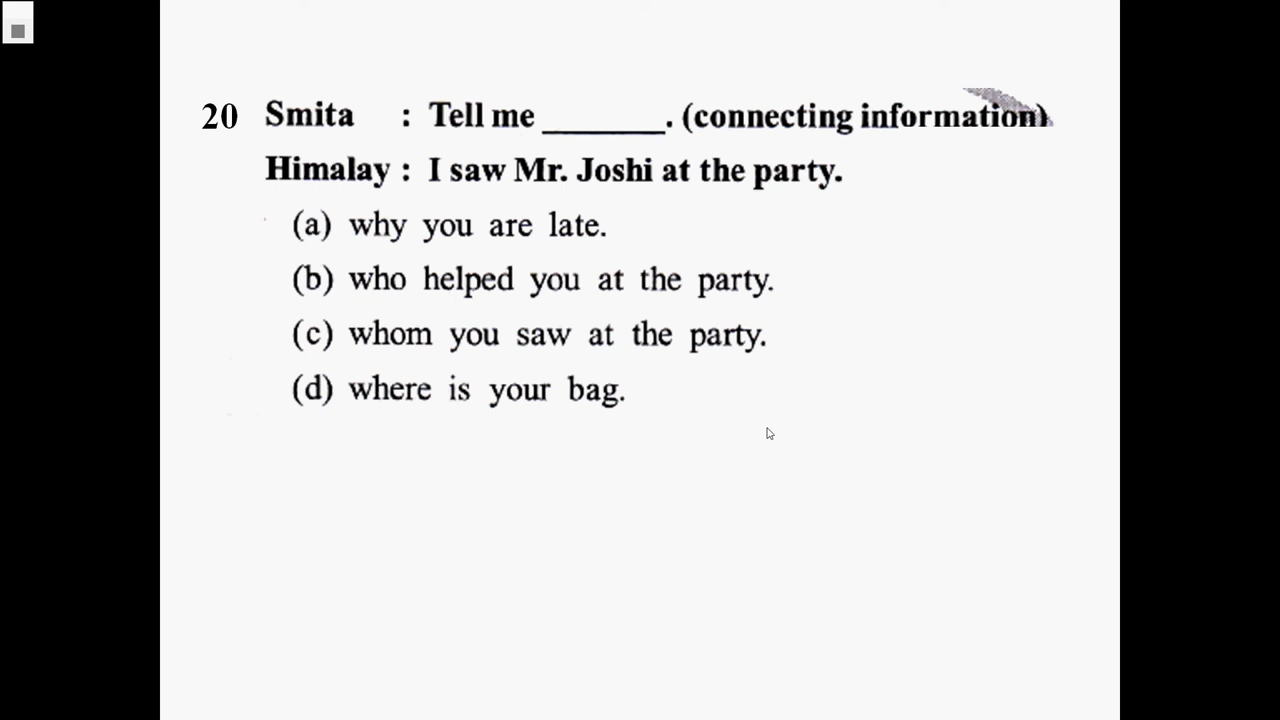 20 Smita : Tell me _______. (connecting information)
Himalay : I saw Mr. Joshi at the party.
(a) why you are late.
(b) who helped you at the party.
(c) whom you saw at the party.
(d) where is your bag.